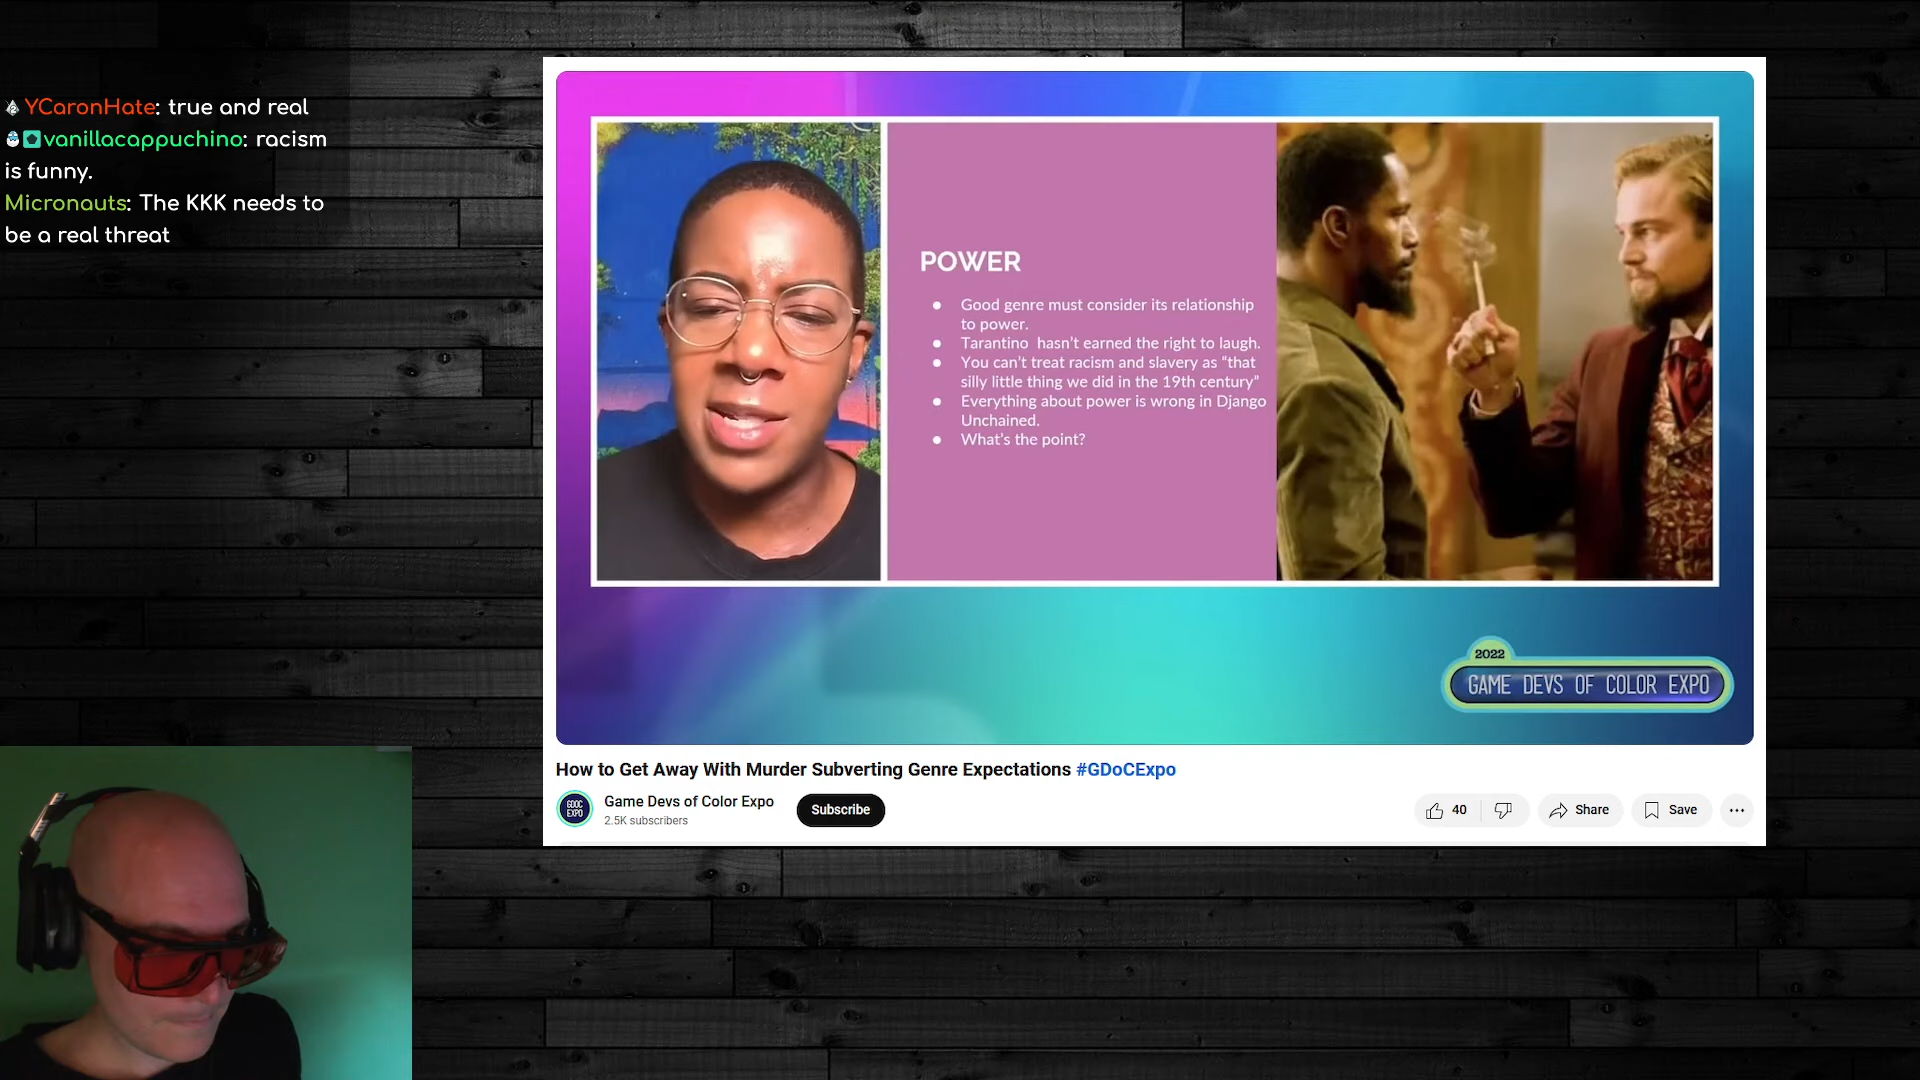 YCaronHate: true and real
vanillacappuchino: racism
is funny.
Micronauts: The KKK needs to
be a real threat
POWER
● Good genre must consider its relationship
to power.
● Tarantino hasn't earned the right to laugh.
● You can't treat racism and slavery as “that
silly little thing we did in the 19th century”
● Everything about power is wrong in Django
Unchained.
● What's the point?
2022
GAME DEVS OF COLOR EXPO
How to Get Away With Murder Subverting Genre Expectations #GDoCExpo
GDOC
EXPO
Game Devs of Color Expo
2.5K subscribers
Subscribe
40
Share
Save